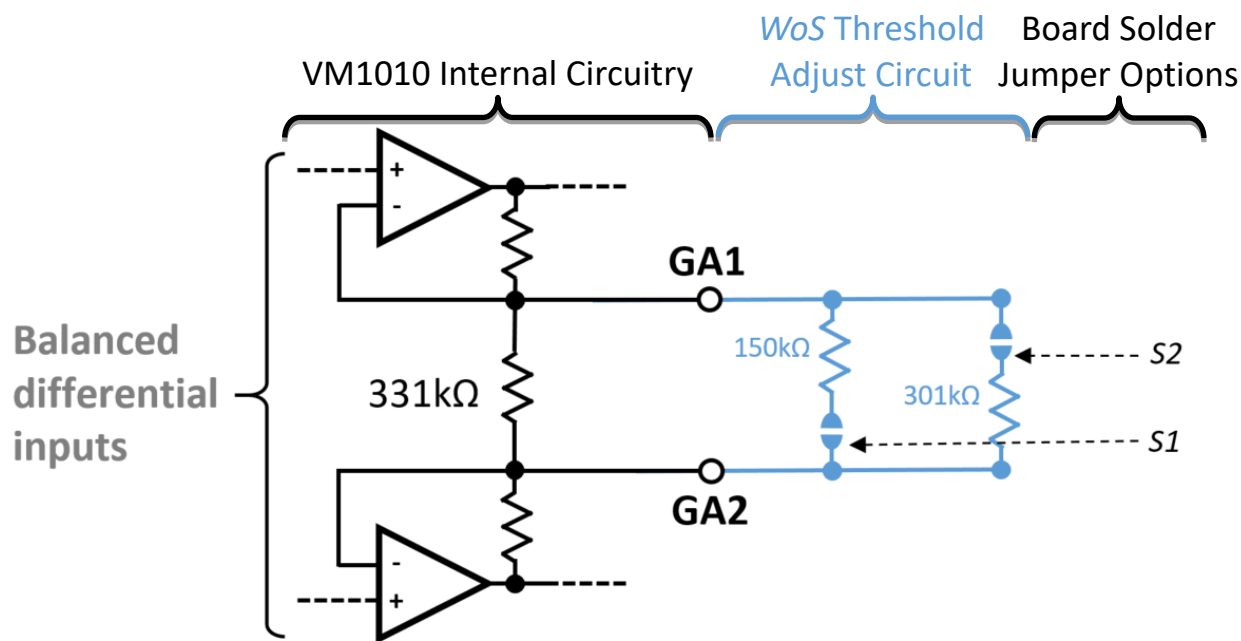 WoS Threshold
Adjust Circuit
Board Solder
Jumper Options
VM1010 Internal Circuitry
+
-
GA1
150kΩ
S2
Balanced
differential
inputs
331kΩ
301kΩ
S1
GA2
-
+